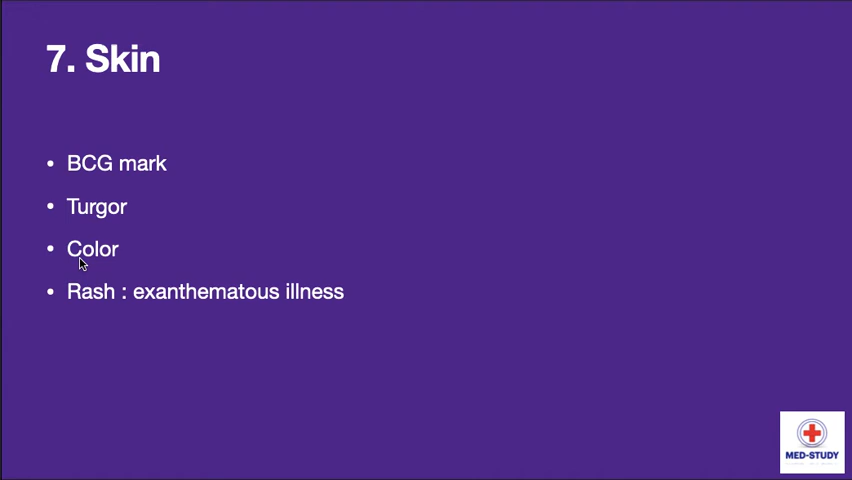 7. Skin
• BCG mark
• Turgor
• Color
• Rash : exanthematous illness
MED-STUDY